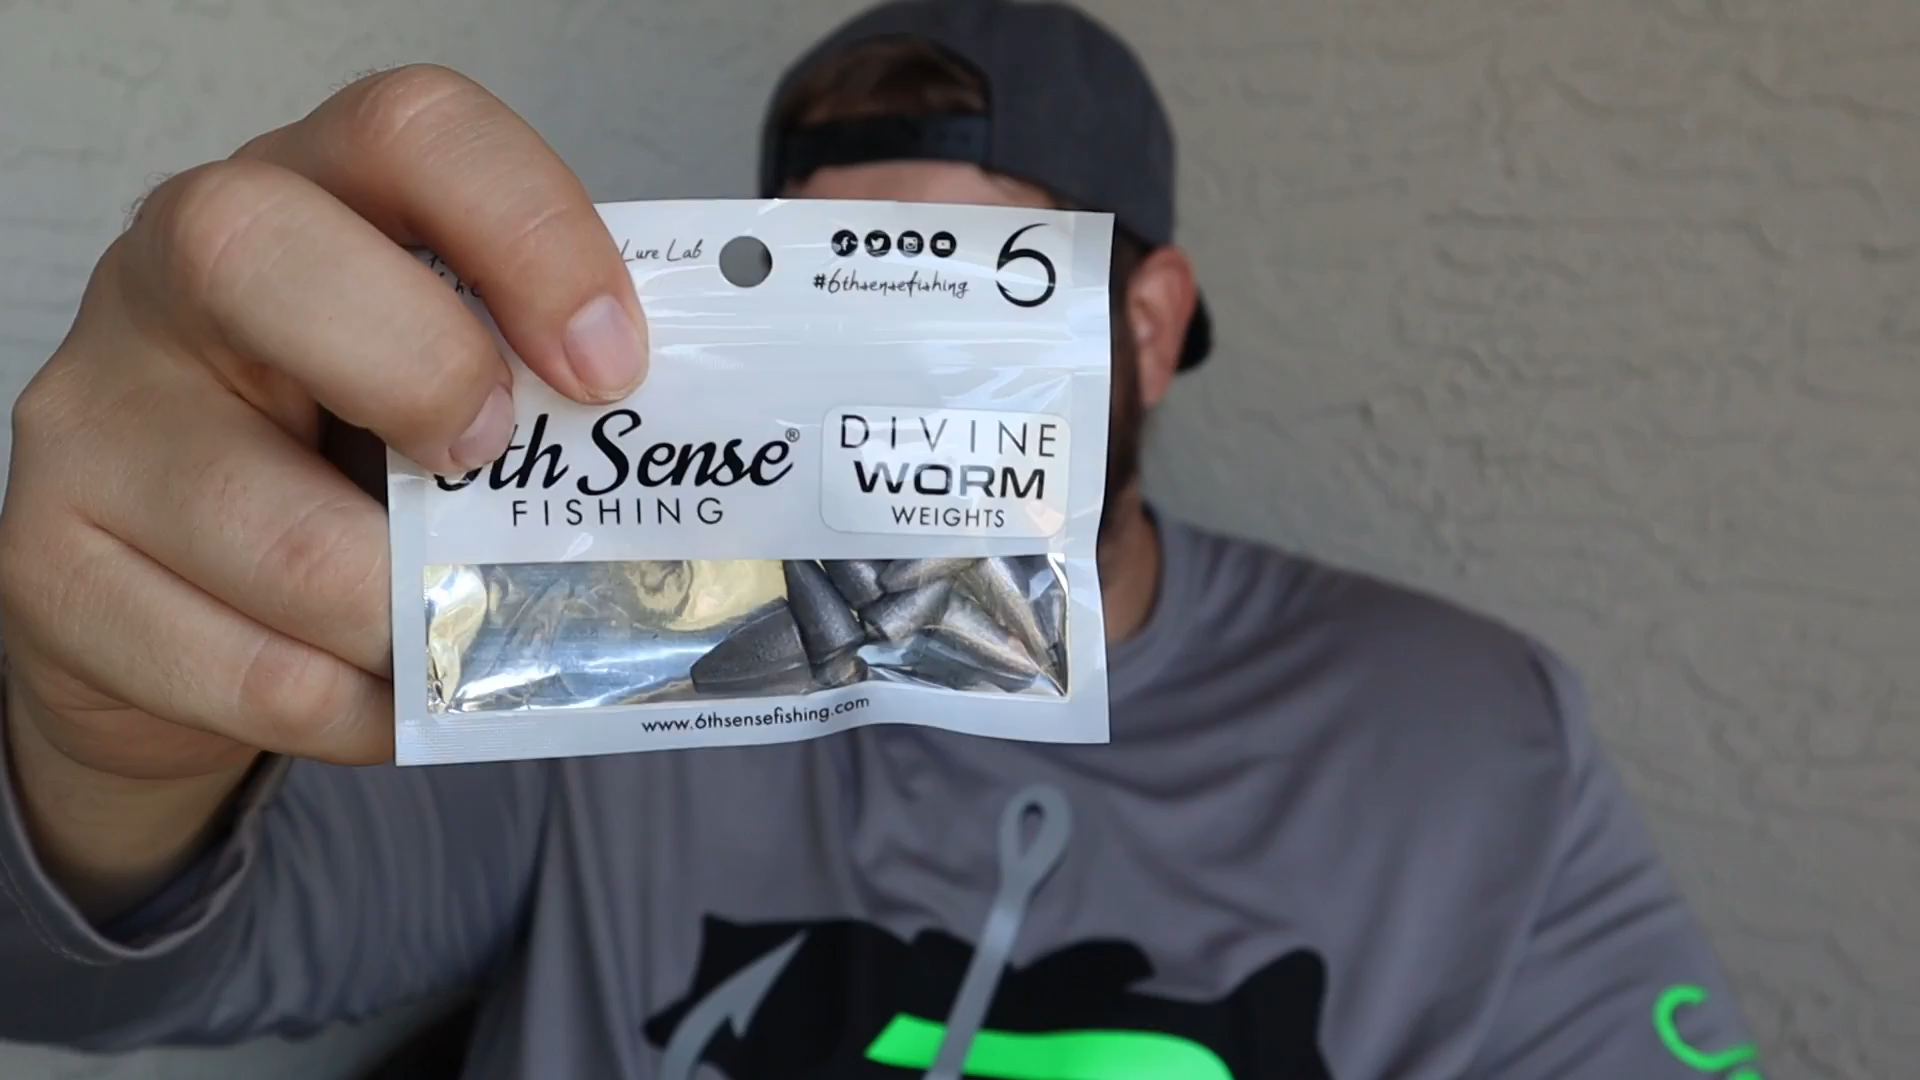 Lure Lab
#6thsensefishing
6
6th Sense®
FISHING
DIVINE
WORM
WEIGHTS
www.6thsensefishing.com